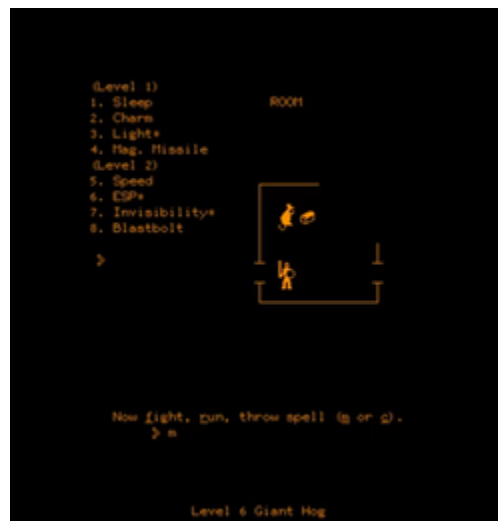 (Level 1)
1. Sleep
ROOM
2. Charm
3. Light*
4. Mag. Missile
(Level 2)
5. Speed
6. ESP*
7. Invisibility*
8. Blastbolt
>
Now fight, run, throw spell (m or c).
> m
Level 6 Giant Hog